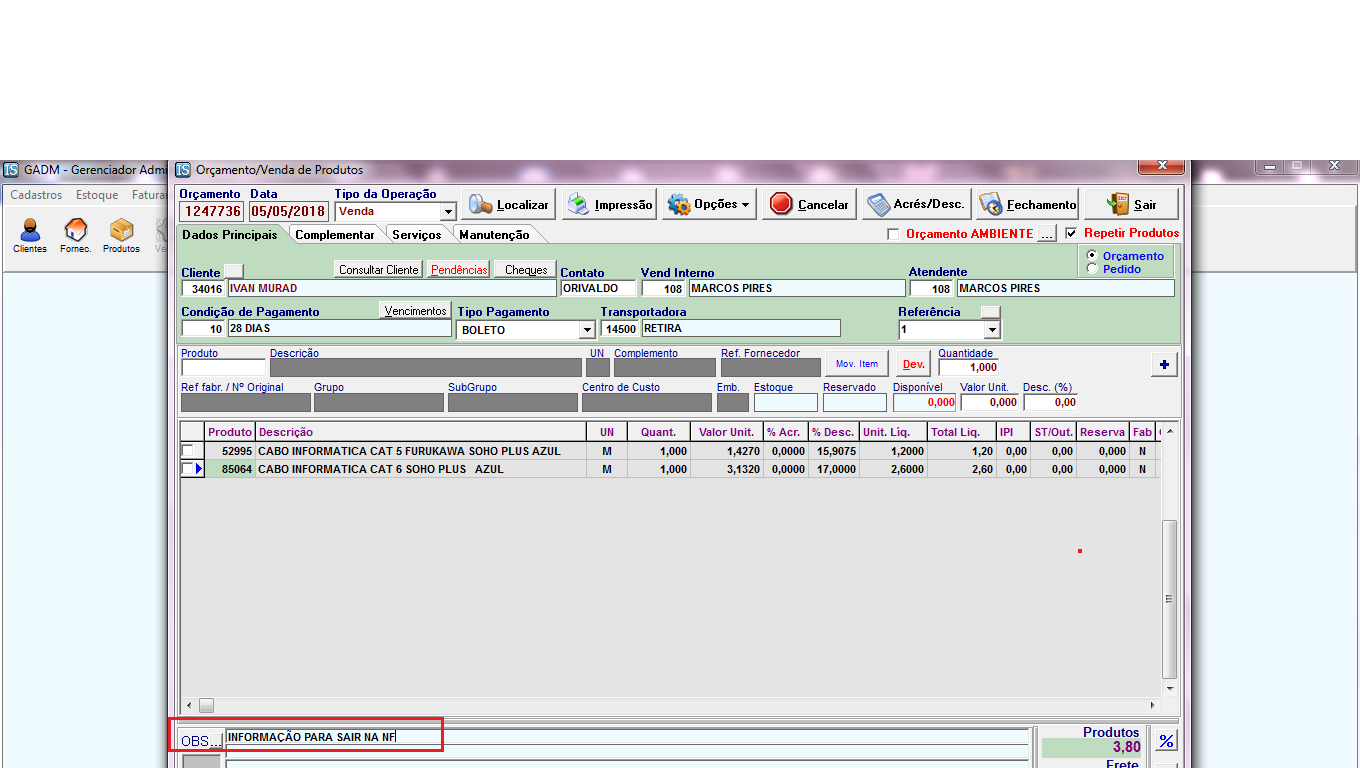 GADM - Gerenciador Admi
Orçamento/Venda de Produtos
Cadastros Estoque Fatura
Clientes Fornec. Produtos
Orçamento Data Tipo da Operação
1247736 05/05/2018 Venda
Localizar Impressão Opções Cancelar Acrés/Desc. Fechamento Sair
Dados Principais Complementar Serviços Manutenção
Orçamento AMBIENTE ... Repetir Produtos
Orçamento
Pedido
Cliente Consultar Cliente Pendências Cheques Contato Vend Interno Atendente
34016 IVAN MURAD ORIVALDO 108 MARCOS PIRES 108 MARCOS PIRES
Condição de Pagamento Vencimentos Tipo Pagamento Transportadora Referência
10 28 DIAS BOLETO 14500 RETIRA 1
Produto Descrição UN Complemento Ref. Fornecedor Mov. Item Dev. Quantidade
1,000 +
Ref fabr. / Nº Original Grupo SubGrupo Centro de Custo Emb. Estoque Reservado Disponível Valor Unit. Desc. (%)
0,000 0,000 0,00
Produto Descrição UN Quant. Valor Unit. % Acr. % Desc. Unit. Líq. Total Liq. IPI ST/Out. Reserva Fab
52995 CABO INFORMATICA CAT 5 FURUKAWA SOHO PLUS AZUL M 1,000 1,4270 0,0000 15,9075 1,2000 1,20 0,00 0,00 0,000 N
85064 CABO INFORMATICA CAT 6 SOHO PLUS AZUL M 1,000 3,1320 0,0000 17,0000 2,6000 2,60 0,00 0,00 0,000 N
OBS... INFORMAÇÃO PARA SAIR NA NF
Produtos
3,80 %
Frete